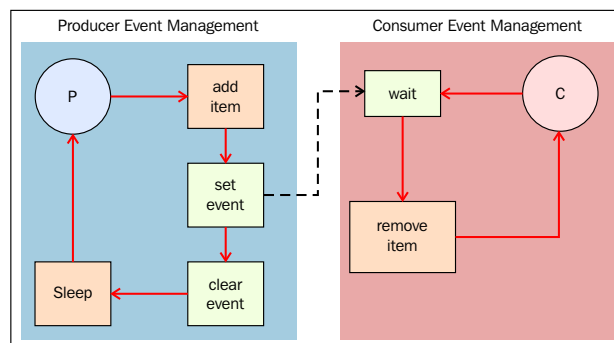 Producer Event Management
Consumer Event Management
P
add
item
set
event
clear
event
Sleep
wait
C
remove
item